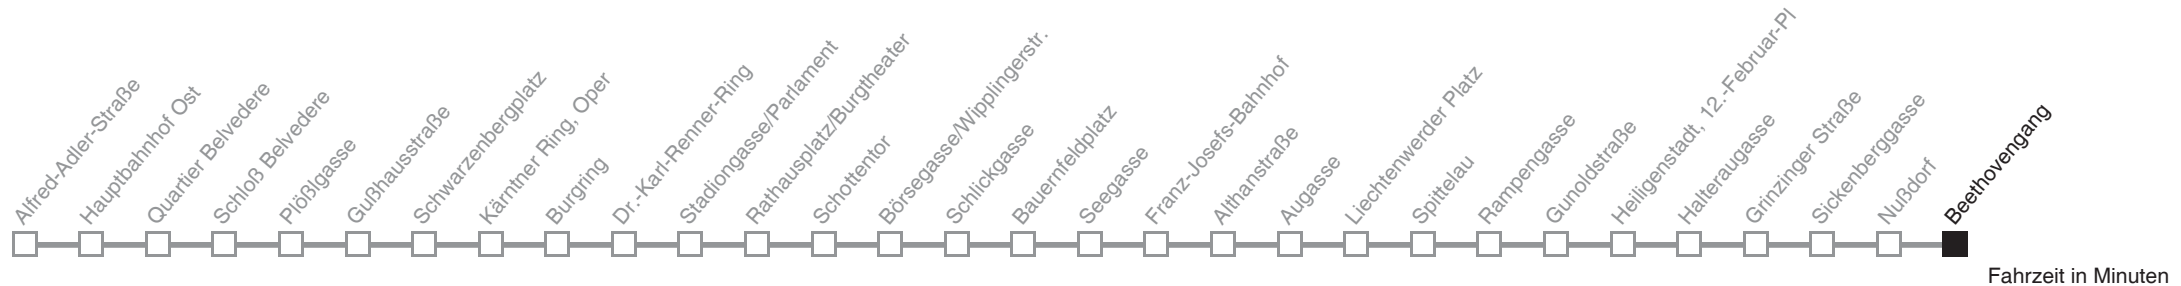 Alfred-Adler-Straße
Hauptbahnhof Ost
Quartier Belvedere
Schloß Belvedere
Plößlgasse
Gußhausstraße
Schwarzenbergplatz
Kärntner Ring, Oper
Burgring
Dr.-Karl-Renner-Ring
Stadiongasse/Parlament
Rathausplatz/Burgtheater
Schottentor
Börsegasse/Wipplingerstr.
Schlickgasse
Bauernfeldplatz
Seegasse
Franz-Josefs-Bahnhof
Althanstraße
Augasse
Liechtenwerder Platz
Spittelau
Rampengasse
Gunoldstraße
Heiligenstadt, 12.-Februar-Pl
Halteraugasse
Grinzinger Straße
Sickenberggasse
Nußdorf
Beethovengang
Fahrzeit in Minuten